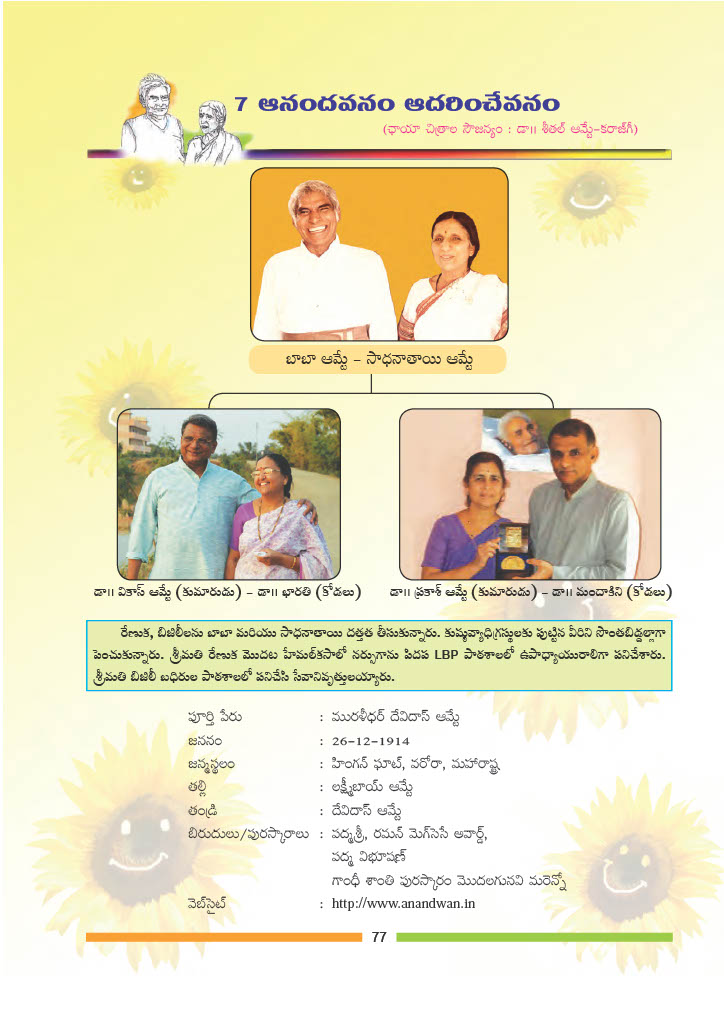 7 ఆనందవనం ఆదరించేవనం
(ఛాయా చిత్రాల సౌజన్యం : డా॥ శీతల్ ఆమ్టే-కరాజ్‌గీ)
బాబా ఆమ్టే – సాధనాతాయి ఆమ్టే
డా॥ వికాస్ ఆమ్టే (కుమారుడు) – డా॥ భారతి (కోడలు)
డా॥ ప్రకాశ్ ఆమ్టే (కుమారుడు) – డా॥ మందాకిని (కోడలు)
రేణుక, బిజిలీలను బాబా మరియు సాధనాతాయి దత్తత తీసుకున్నారు. కుష్ఠువ్యాధిగ్రస్థులకు పుట్టిన వీరిని సొంతబిడ్డల్లాగా
పెంచుకున్నారు. శ్రీమతి రేణుక మొదట హేమల్‌కసాలో నర్సుగాను పిదప LBP పాఠశాలలో ఉపాధ్యాయురాలిగా పనిచేశారు.
శ్రీమతి బిజిలీ బధిరుల పాఠశాలలో పనిచేసి సేవానివృత్తులయ్యారు.
పూర్తి పేరు : మురళీధర్ దేవిదాస్ ఆమ్టే
జననం : 26-12-1914
జన్మస్థలం : హింగన్ ఘాట్, వరోరా, మహారాష్ట్ర
తల్లి : లక్ష్మీబాయ్ ఆమ్టే
తండ్రి : దేవిదాస్ ఆమ్టే
బిరుదులు/పురస్కారాలు : పద్మశ్రీ, రమన్ మెగ్‌సెసే అవార్డ్,
పద్మ విభూషణ్
గాంధీ శాంతి పురస్కారం మొదలగునవి మరెన్నో
వెబ్‌సైట్ : http://www.anandwan.in
77